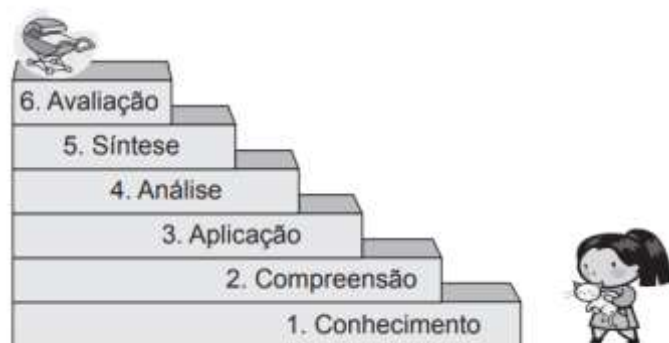 6. Avaliação
5. Síntese
4. Análise
3. Aplicação
2. Compreensão
1. Conhecimento